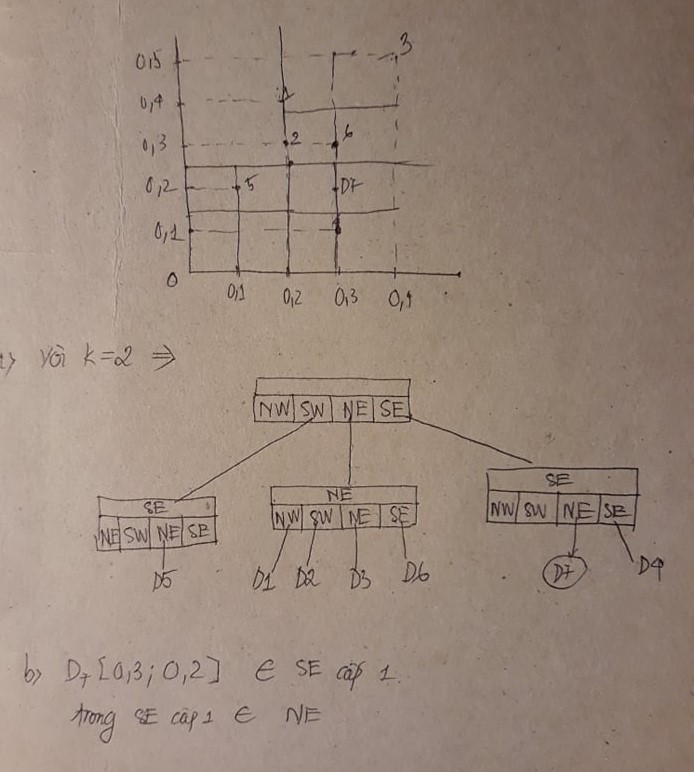 0,5
3
0,4
1
0,3
2
6
0,2
5
D7
0,1
0
0,1
0,2
0,3
0,4
a) với k=2 ⇒
NW SW NE SE
SE
NE SW NE SE
NE
NW SW NE SE
SE
NW SW NE SE
D5
D1 D2 D3 D6
D7
D4
b) D7 [0,3; 0,2] ∈ SE cấp 1.
trong SE cấp 1 ∈ NE